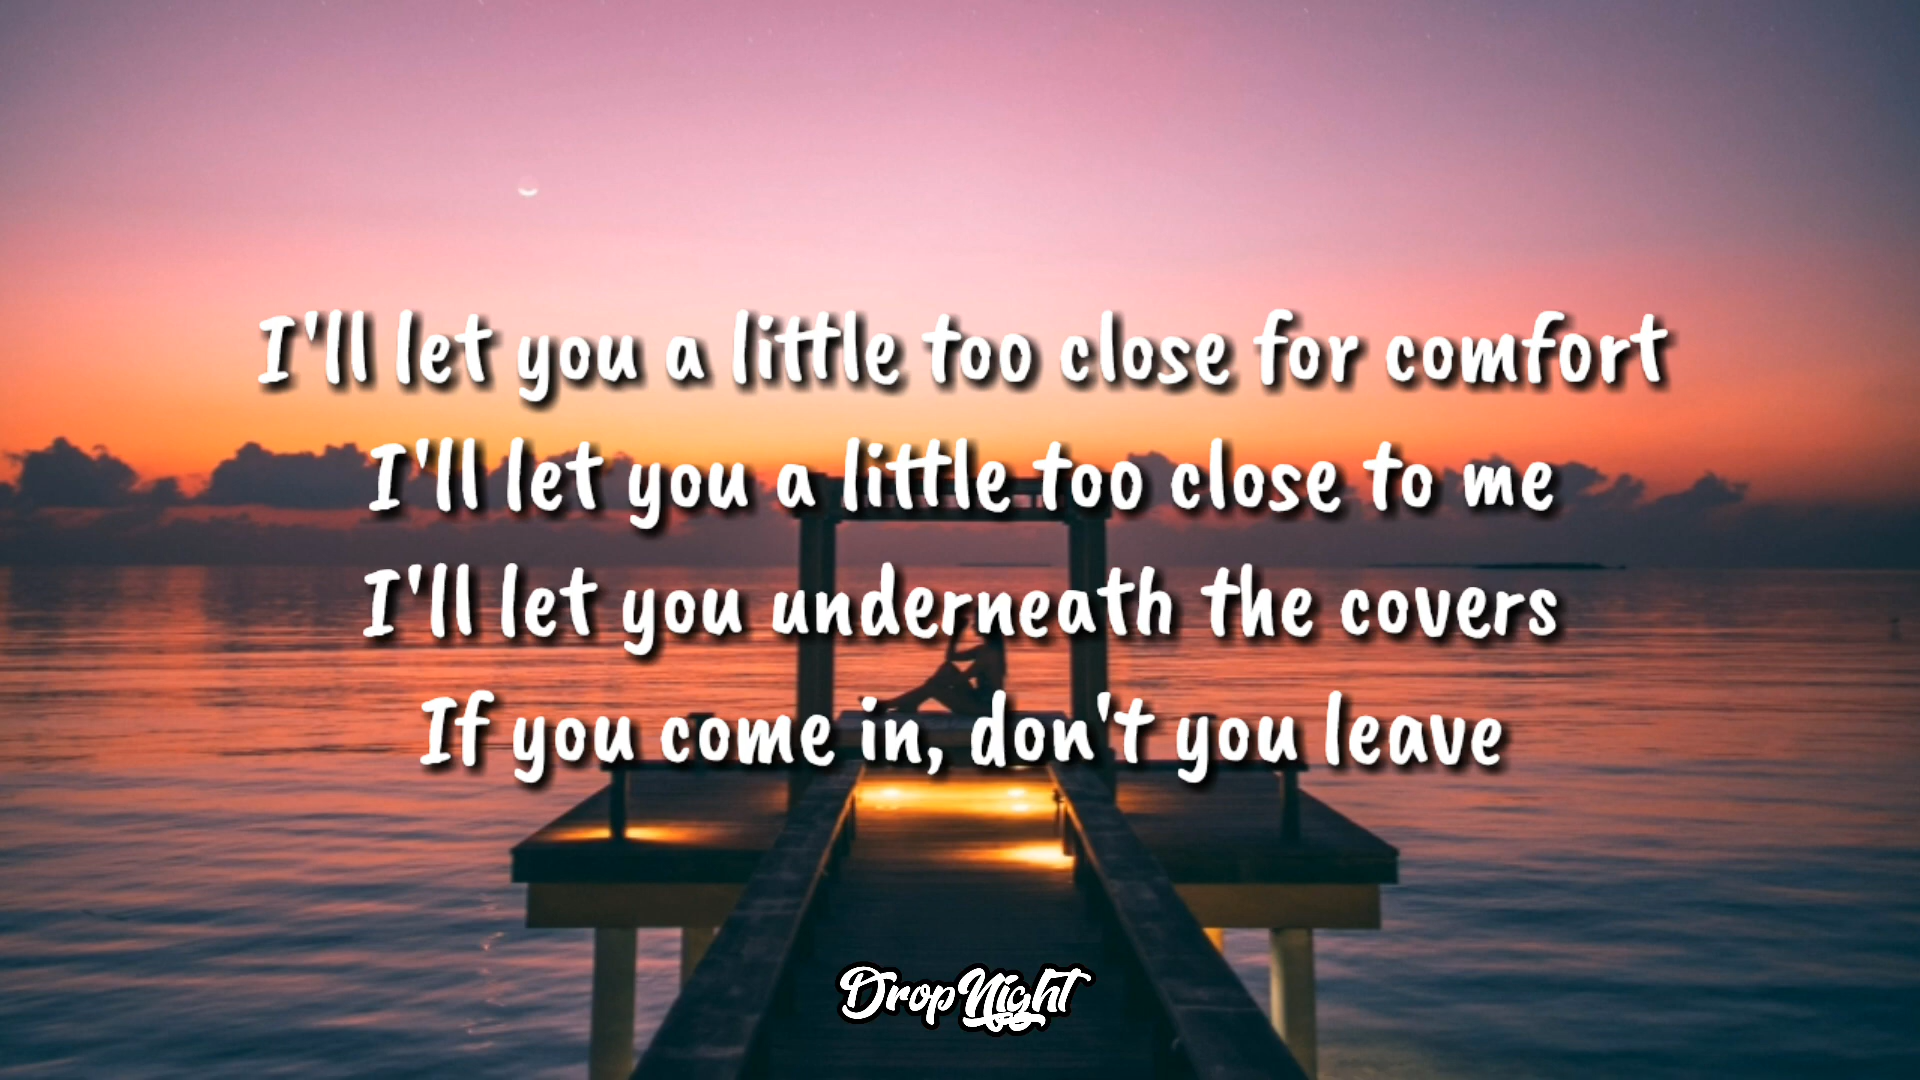 I'll let you a little too close for comfort
I'll let you a little too close to me
I'll let you underneath the covers
If you come in, don't you leave
DropNight